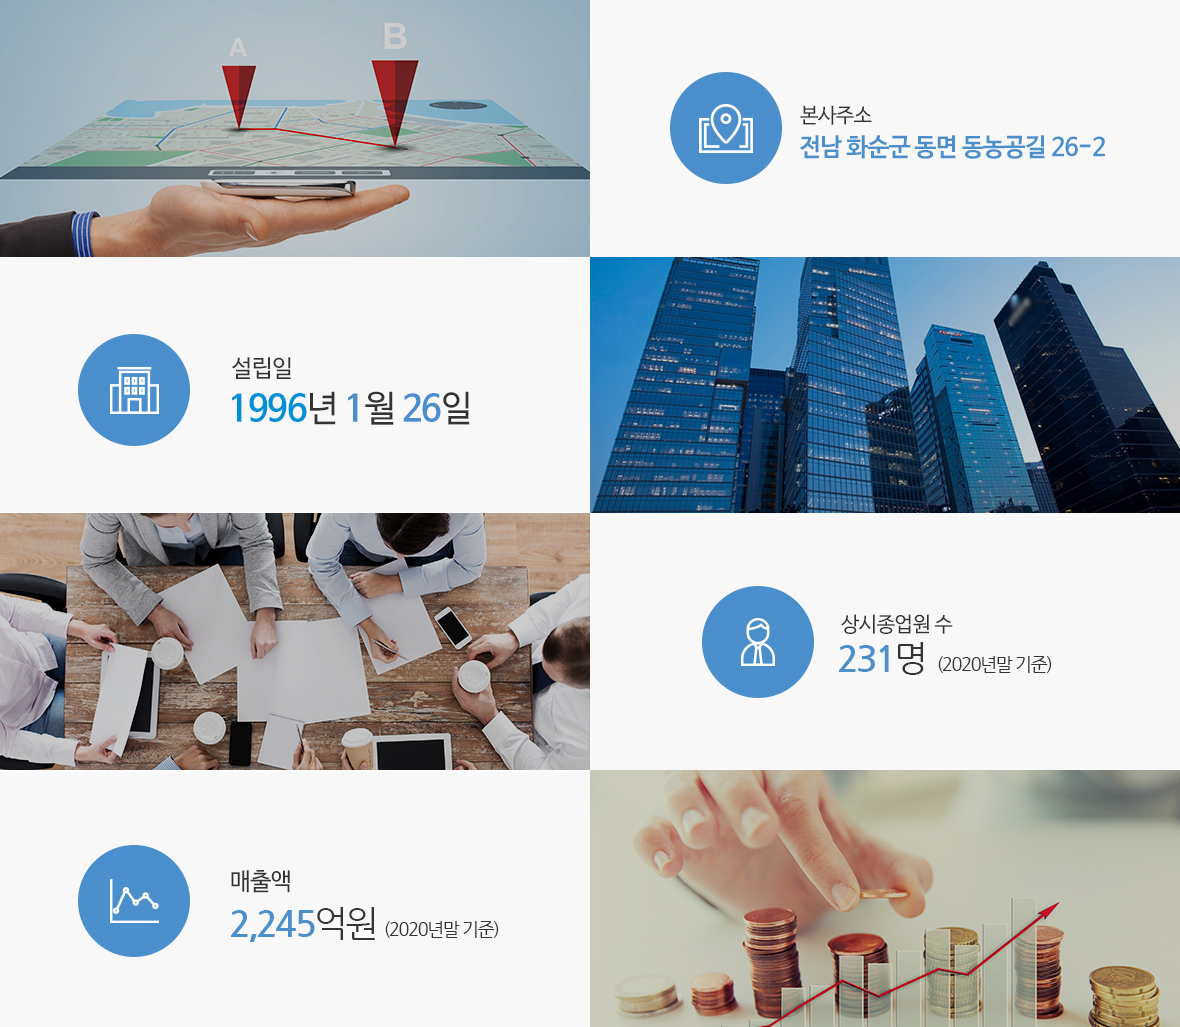 A
B
본사주소
전남 화순군 동면 동농공길 26-2
설립일
1996년 1월 26일
상시종업원 수
231명 (2020년말 기준)
매출액
2,245억원 (2020년말 기준)